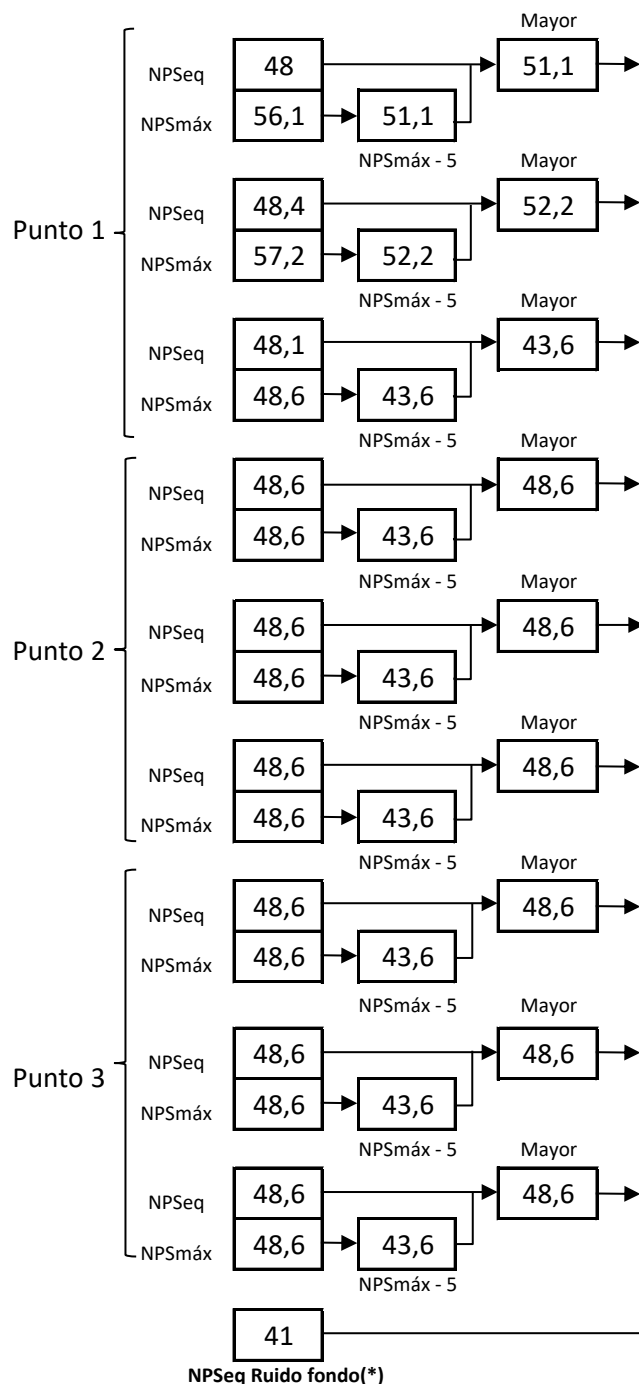 Mayor
NPSeq 48 51,1
NPSmáx 56,1 51,1
NPSmáx - 5
Mayor
Punto 1
NPSeq 48,4 52,2
NPSmáx 57,2 52,2
NPSmáx - 5
Mayor
NPSeq 48,1 43,6
NPSmáx 48,6 43,6
NPSmáx - 5
Mayor
NPSeq 48,6 48,6
NPSmáx 48,6 43,6
NPSmáx - 5
Mayor
Punto 2
NPSeq 48,6 48,6
NPSmáx 48,6 43,6
NPSmáx - 5
Mayor
NPSeq 48,6 48,6
NPSmáx 48,6 43,6
NPSmáx - 5
Mayor
NPSeq 48,6 48,6
NPSmáx 48,6 43,6
NPSmáx - 5
Mayor
Punto 3
NPSeq 48,6 48,6
NPSmáx 48,6 43,6
NPSmáx - 5
Mayor
NPSeq 48,6 48,6
NPSmáx 48,6 43,6
NPSmáx - 5
41
NPSeq Ruido fondo(*)